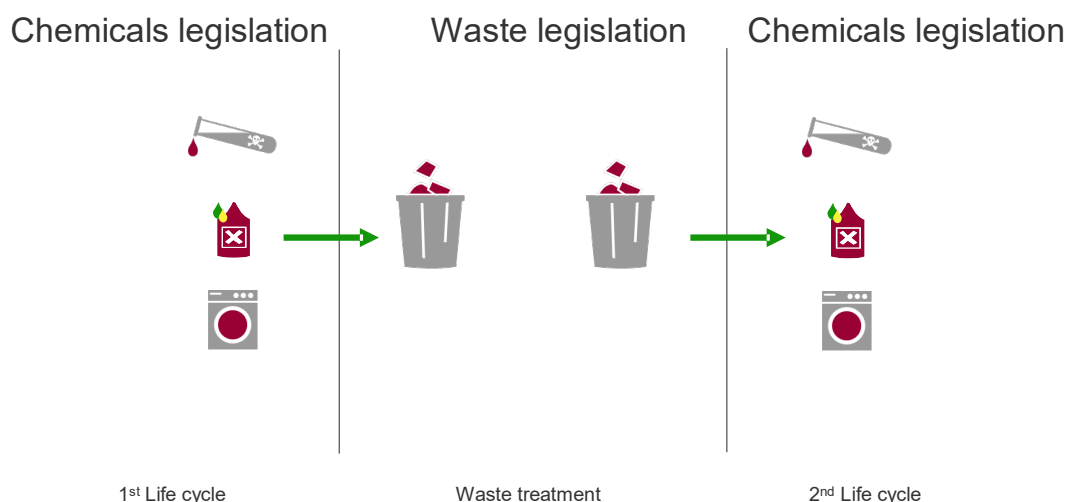 Chemicals legislation
Waste legislation
Chemicals legislation
1st Life cycle
Waste treatment
2nd Life cycle